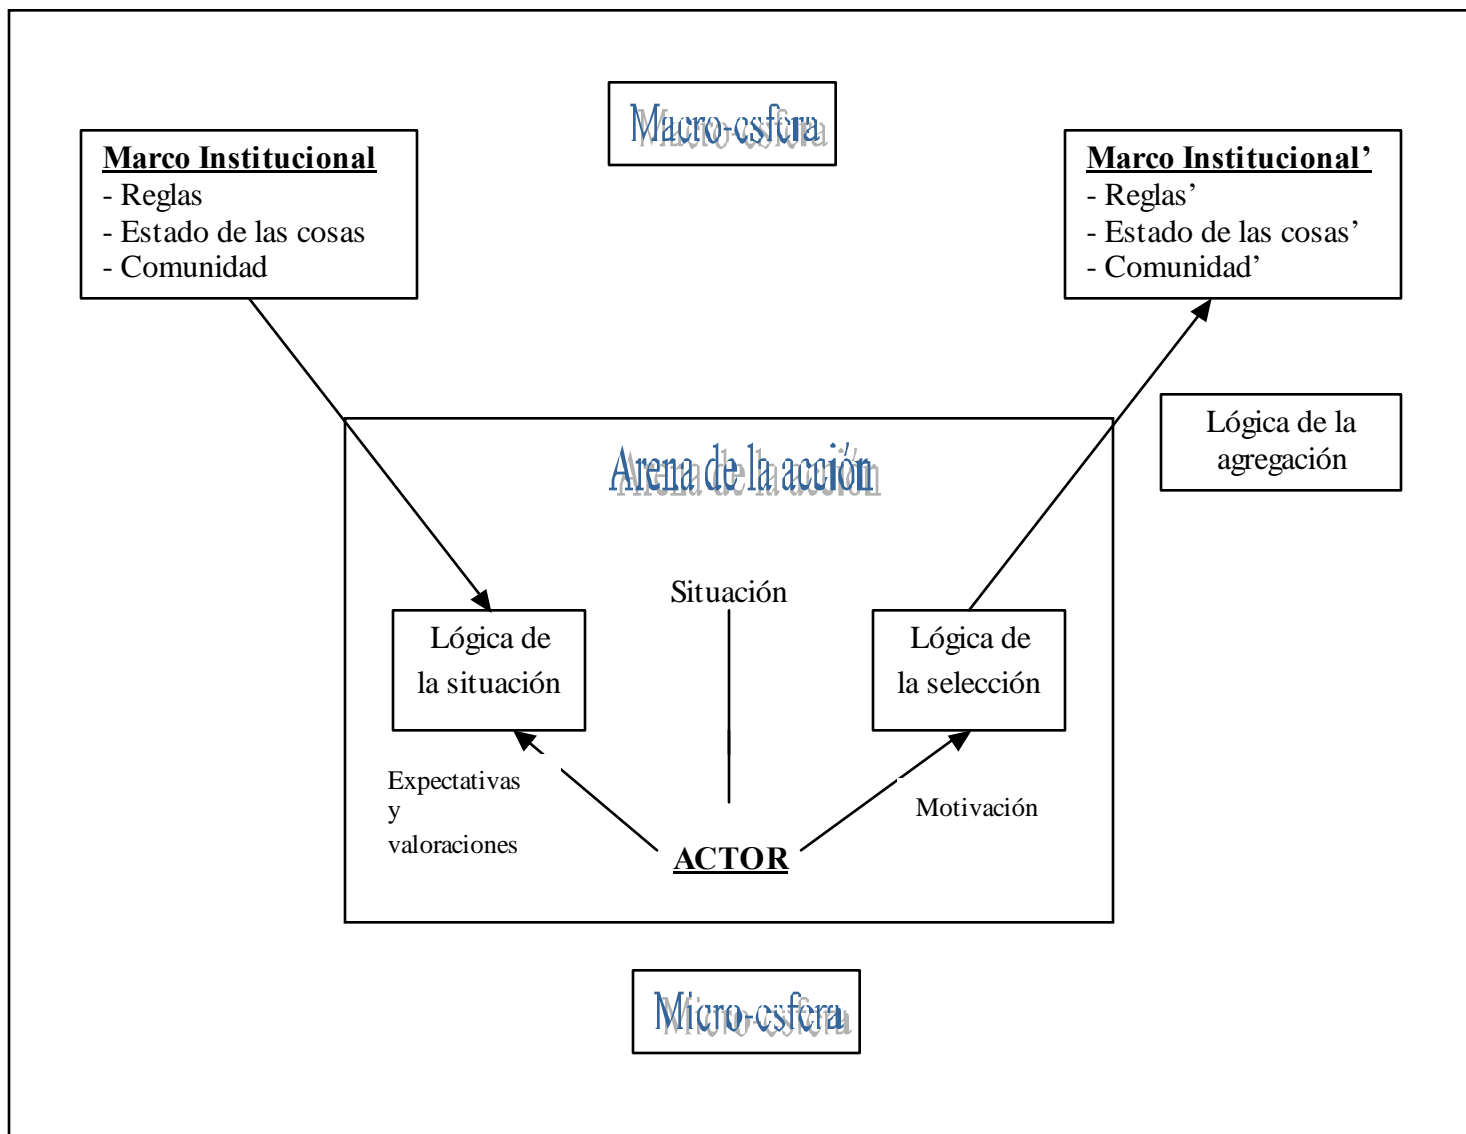 Macro-esfera
Marco Institucional
- Reglas
- Estado de las cosas
- Comunidad
Marco Institucional’
- Reglas’
- Estado de las cosas’
- Comunidad’
Lógica de la
agregación
Arena de la acción
Situación
Lógica de
la situación
Lógica de
la selección
Expectativas
y
valoraciones
Motivación
ACTOR
Micro-esfera